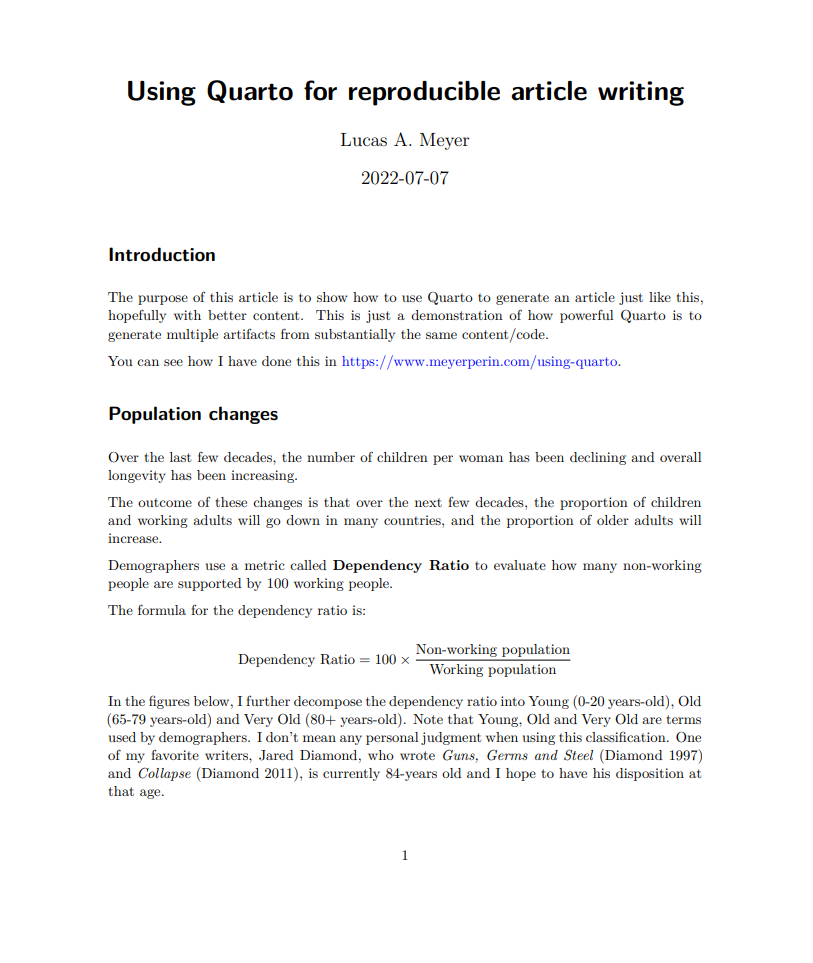 Using Quarto for reproducible article writing
Lucas A. Meyer
2022-07-07
Introduction
The purpose of this article is to show how to use Quarto to generate an article just like this,
hopefully with better content. This is just a demonstration of how powerful Quarto is to
generate multiple artifacts from substantially the same content/code.
You can see how I have done this in https://www.meyerperin.com/using-quarto.
Population changes
Over the last few decades, the number of children per woman has been declining and overall
longevity has been increasing.
The outcome of these changes is that over the next few decades, the proportion of children
and working adults will go down in many countries, and the proportion of older adults will
increase.
Demographers use a metric called Dependency Ratio to evaluate how many non-working
people are supported by 100 working people.
The formula for the dependency ratio is:
Dependency Ratio = 100 × Non-working population
Working population
In the figures below, I further decompose the dependency ratio into Young (0-20 years-old), Old
(65-79 years-old) and Very Old (80+ years-old). Note that Young, Old and Very Old are terms
used by demographers. I don't mean any personal judgment when using this classification. One
of my favorite writers, Jared Diamond, who wrote Guns, Germs and Steel (Diamond 1997)
and Collapse (Diamond 2011), is currently 84-years old and I hope to have his disposition at
that age.
1